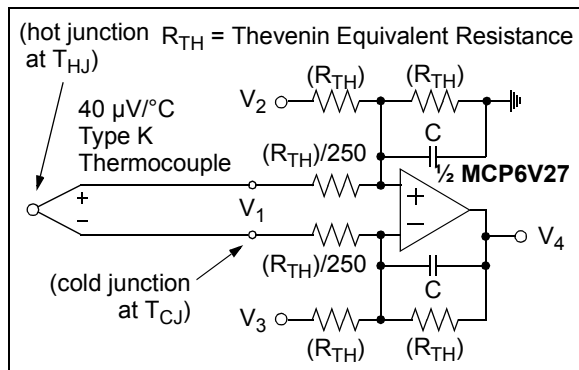 (hot junction
at T_HJ)
R_TH = Thevenin Equivalent Resistance
(R_TH)
(R_TH)
V_2
40 µV/°C
Type K
Thermocouple
C
(R_TH)/250
½ MCP6V27
+
−
V_1
+
−
V_4
(R_TH)/250
(cold junction
at T_CJ)
C
V_3
(R_TH)
(R_TH)